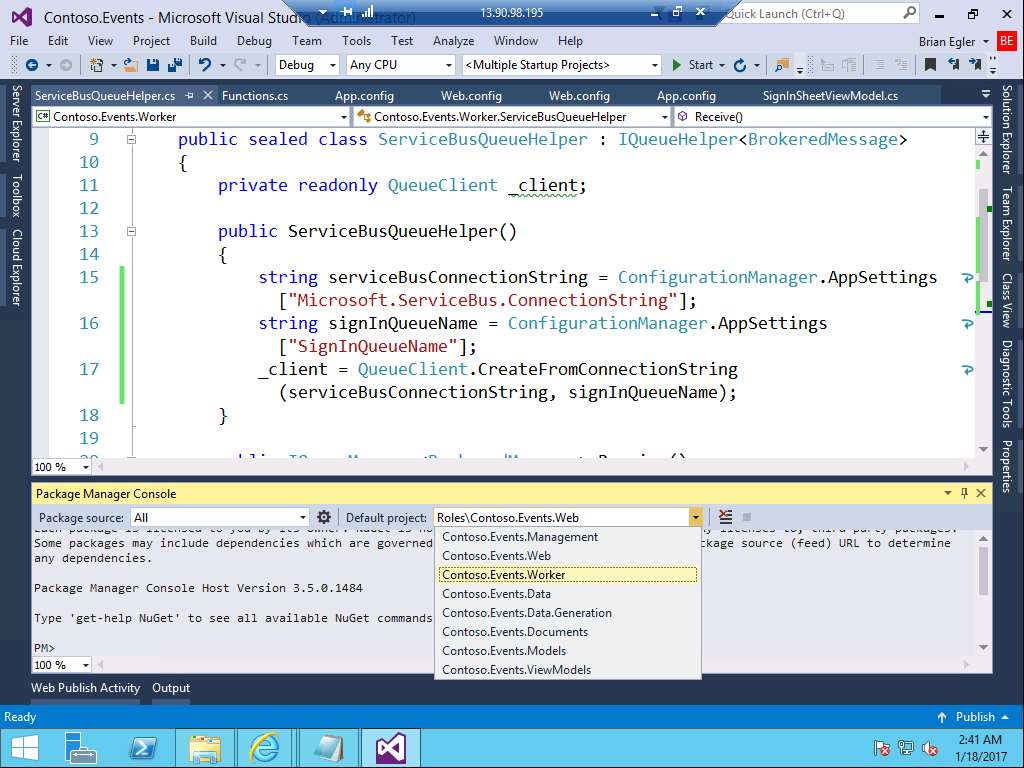 Contoso.Events - Microsoft Visual Studio (Administrator)
13.90.98.195
Quick Launch (Ctrl+Q)
File Edit View Project Build Debug Team Tools Test Analyze Window Help
Brian Egler
BE
Debug Any CPU <Multiple Startup Projects> Start
Server Explorer
Toolbox
Cloud Explorer
ServiceBusQueueHelper.cs Functions.cs App.config Web.config Web.config App.config SignInSheetViewModel.cs
Contoso.Events.Worker Contoso.Events.Worker.ServiceBusQueueHelper Receive()
9 public sealed class ServiceBusQueueHelper : IQueueHelper<BrokeredMessage>
10 {
11 private readonly QueueClient _client;
12
13 public ServiceBusQueueHelper()
14 {
15 string serviceBusConnectionString = ConfigurationManager.AppSettings
["Microsoft.ServiceBus.ConnectionString"];
16 string signInQueueName = ConfigurationManager.AppSettings
["SignInQueueName"];
17 _client = QueueClient.CreateFromConnectionString
(serviceBusConnectionString, signInQueueName);
18 }
19
100 %
Solution Explorer
Team Explorer
Class View
Diagnostic Tools
Properties
Package Manager Console
Package source: All Default project: Roles\Contoso.Events.Web
Contoso.Events.Management
Contoso.Events.Web
Contoso.Events.Worker
Contoso.Events.Data
Contoso.Events.Data.Generation
Contoso.Events.Documents
Contoso.Events.Models
Contoso.Events.ViewModels
Some packages may include dependencies which are governed ckage source (feed) URL to determine
any dependencies.
Package Manager Console Host Version 3.5.0.1484
Type 'get-help NuGet' to see all available NuGet commands
PM>
100 %
Web Publish Activity Output
Ready
Publish
2:41 AM
1/18/2017